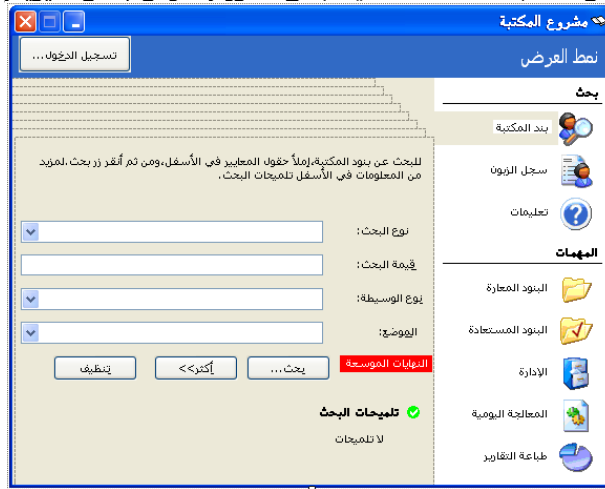 مشروع المكتبة
نمط العرض
تسجيل الدخول...
بحث
بند المكتبة
سجل الزبون
تعليمات
المهمات
البنود المعارة
البنود المستعادة
الإدارة
المعالجة اليومية
طباعة التقارير
للبحث عن بنود المكتبة،إملأ حقول المعايير في الأسفل،ومن ثم أنقر زر بحث.لمزيد
من المعلومات في الأسفل تلميحات البحث.
نوع البحث:
قيمة البحث:
نوع الوسيطة:
الموضع:
النهايات الموسعة
بحث...
أكثر>>
تنظيف
تلميحات البحث
لا تلميحات